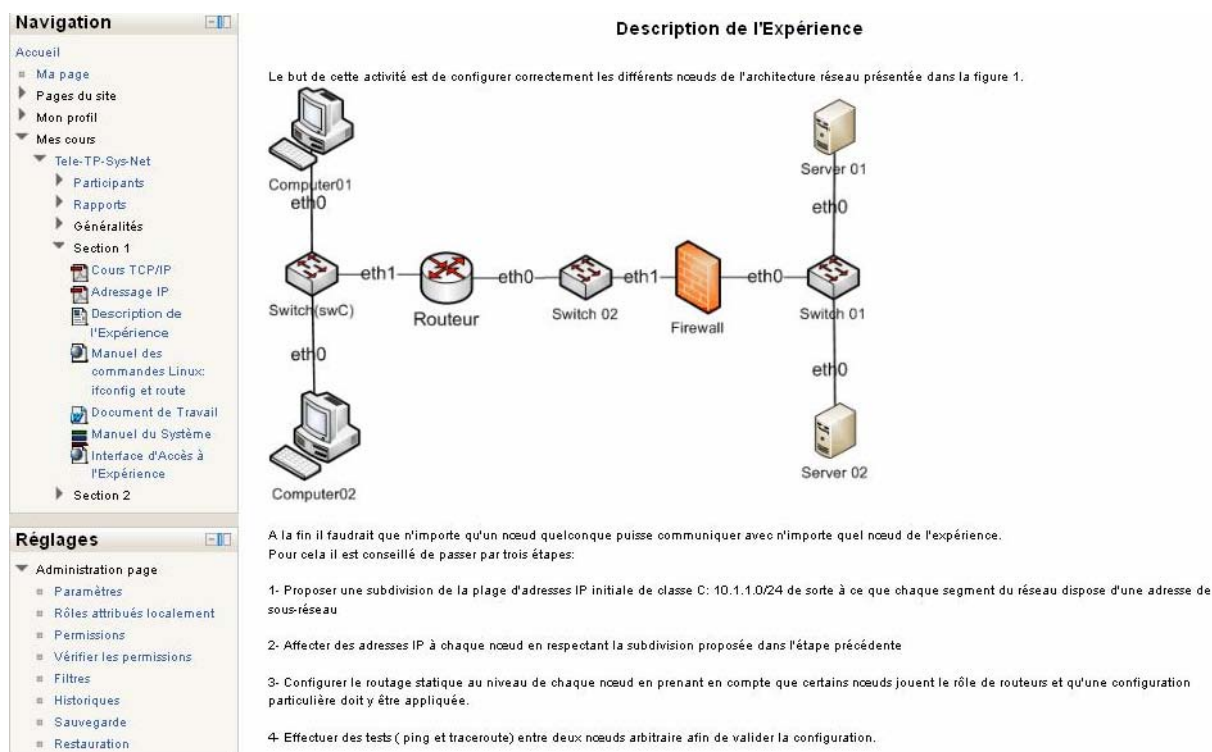 Navigation
Accueil
Ma page
Pages du site
Mon profil
Mes cours
Tele-TP-Sys-Net
Participants
Rapports
Généralités
Section 1
Cours TCP/IP
Adressage IP
Description de
l'Expérience
Manuel des
commandes Linux:
ifconfig et route
Document de Travail
Manuel du Système
Interface d'Accès à
l'Expérience
Section 2
Réglages
Administration page
Paramètres
Rôles attribués localement
Permissions
Vérifier les permissions
Filtres
Historiques
Sauvegarde
Restauration
Description de l'Expérience
Le but de cette activité est de configurer correctement les différents nœuds de l'architecture réseau présentée dans la figure 1.
Computer01
eth0
Server 01
eth0
Switch(swC)
eth1
Routeur
eth0
Switch 02
eth1
Firewall
eth0
Switch 01
eth0
Computer02
eth0
Server 02
A la fin il faudrait que n'importe qu'un nœud quelconque puisse communiquer avec n'importe quel nœud de l'expérience.
Pour cela il est conseillé de passer par trois étapes:
1- Proposer une subdivision de la plage d'adresses IP initiale de classe C: 10.1.1.0/24 de sorte à ce que chaque segment du réseau dispose d'une adresse de
sous-réseau
2- Affecter des adresses IP à chaque nœud en respectant la subdivision proposée dans l'étape précédente
3- Configurer le routage statique au niveau de chaque nœud en prenant en compte que certains nœuds jouent le rôle de routeurs et qu'une configuration
particulière doit y être appliquée.
4- Effectuer des tests ( ping et traceroute) entre deux nœuds arbitraire afin de valider la configuration.